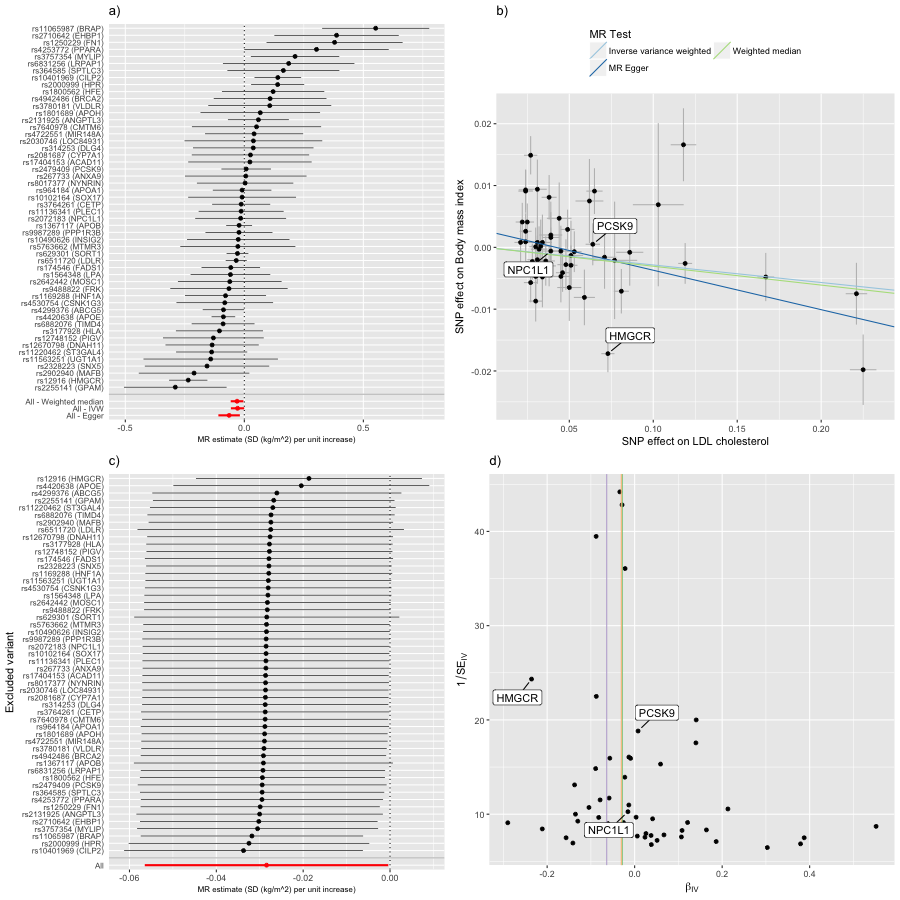 a)
rs11065987 (BRAP)
rs2710642 (EHBP1)
rs1250229 (FN1)
rs4253772 (PPARA)
rs3757354 (MYLIP)
rs6831256 (LRPAP1)
rs364585 (SPTLC3)
rs10401969 (CILP2)
rs2000999 (HPR)
rs1800562 (HFE)
rs4942486 (BRCA2)
rs3780181 (VLDLR)
rs1801689 (APOH)
rs2131925 (ANGPTL3)
rs7640978 (CMTM6)
rs4722551 (MIR148A)
rs2030746 (LOC84931)
rs314253 (DLG4)
rs2081687 (CYP7A1)
rs17404153 (ACAD11)
rs2479409 (PCSK9)
rs267733 (ANXA9)
rs8017377 (NYNRIN)
rs964184 (APOA1)
rs10102164 (SOX17)
rs3764261 (CETP)
rs11136341 (PLEC1)
rs2072183 (NPC1L1)
rs1367117 (APOB)
rs9987289 (PPP1R3B)
rs10490626 (INSIG2)
rs5763662 (MTMR3)
rs629301 (SORT1)
rs6511720 (LDLR)
rs174546 (FADS1)
rs1564348 (LPA)
rs2642442 (MOSC1)
rs9488822 (FRK)
rs1169288 (HNF1A)
rs4530754 (CSNK1G3)
rs4299376 (ABCG5)
rs4420638 (APOE)
rs6882076 (TIMD4)
rs3177928 (HLA)
rs12748152 (PIGV)
rs12670798 (DNAH11)
rs11220462 (ST3GAL4)
rs11563251 (UGT1A1)
rs2328223 (SNX5)
rs2902940 (MAFB)
rs12916 (HMGCR)
rs2255141 (GPAM)
All - Weighted median
All - IVW
All - Egger
-0.5 0.0 0.5
MR estimate (SD (kg/m^2) per unit increase)
b)
MR Test
Inverse variance weighted
Weighted median
MR Egger
SNP effect on Body mass index
0.02
0.01
0.00
-0.01
-0.02
PCSK9
NPC1L1
HMGCR
0.05 0.10 0.15 0.20
SNP effect on LDL cholesterol
c)
Excluded variant
rs12916 (HMGCR)
rs4420638 (APOE)
rs4299376 (ABCG5)
rs2255141 (GPAM)
rs11220462 (ST3GAL4)
rs6882076 (TIMD4)
rs2902940 (MAFB)
rs6511720 (LDLR)
rs12670798 (DNAH11)
rs3177928 (HLA)
rs12748152 (PIGV)
rs174546 (FADS1)
rs2328223 (SNX5)
rs1169288 (HNF1A)
rs11563251 (UGT1A1)
rs4530754 (CSNK1G3)
rs1564348 (LPA)
rs2642442 (MOSC1)
rs9488822 (FRK)
rs629301 (SORT1)
rs5763662 (MTMR3)
rs10490626 (INSIG2)
rs9987289 (PPP1R3B)
rs2072183 (NPC1L1)
rs10102164 (SOX17)
rs11136341 (PLEC1)
rs267733 (ANXA9)
rs17404153 (ACAD11)
rs8017377 (NYNRIN)
rs2030746 (LOC84931)
rs2081687 (CYP7A1)
rs314253 (DLG4)
rs3764261 (CETP)
rs7640978 (CMTM6)
rs964184 (APOA1)
rs1801689 (APOH)
rs4722551 (MIR148A)
rs3780181 (VLDLR)
rs4942486 (BRCA2)
rs1367117 (APOB)
rs6831256 (LRPAP1)
rs1800562 (HFE)
rs2479409 (PCSK9)
rs364585 (SPTLC3)
rs4253772 (PPARA)
rs1250229 (FN1)
rs2131925 (ANGPTL3)
rs2710642 (EHBP1)
rs3757354 (MYLIP)
rs11065987 (BRAP)
rs2000999 (HPR)
rs10401969 (CILP2)
All
-0.06 -0.04 -0.02 0.00
MR estimate (SD (kg/m^2) per unit increase)
d)
1/SEIV
40
30
20
10
HMGCR
PCSK9
NPC1L1
-0.2 0.0 0.2 0.4
βIV